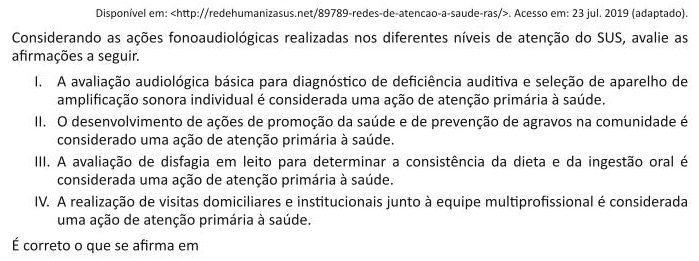 Disponível em: <http://redehumanizasus.net/89789-redes-de-atencao-a-saude-ras/>. Acesso em: 23 jul. 2019 (adaptado).
Considerando as ações fonoaudiológicas realizadas nos diferentes níveis de atenção do SUS, avalie as
afirmações a seguir.
I. A avaliação audiológica básica para diagnóstico de deficiência auditiva e seleção de aparelho de
amplificação sonora individual é considerada uma ação de atenção primária à saúde.
II. O desenvolvimento de ações de promoção da saúde e de prevenção de agravos na comunidade é
considerado uma ação de atenção primária à saúde.
III. A avaliação de disfagia em leito para determinar a consistência da dieta e da ingestão oral é
considerada uma ação de atenção primária à saúde.
IV. A realização de visitas domiciliares e institucionais junto à equipe multiprofissional é considerada
uma ação de atenção primária à saúde.
É correto o que se afirma em